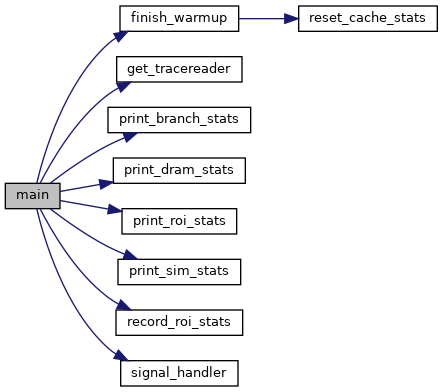 finish_warmup
reset_cache_stats
get_tracereader
print_branch_stats
print_dram_stats
main
print_roi_stats
print_sim_stats
record_roi_stats
signal_handler